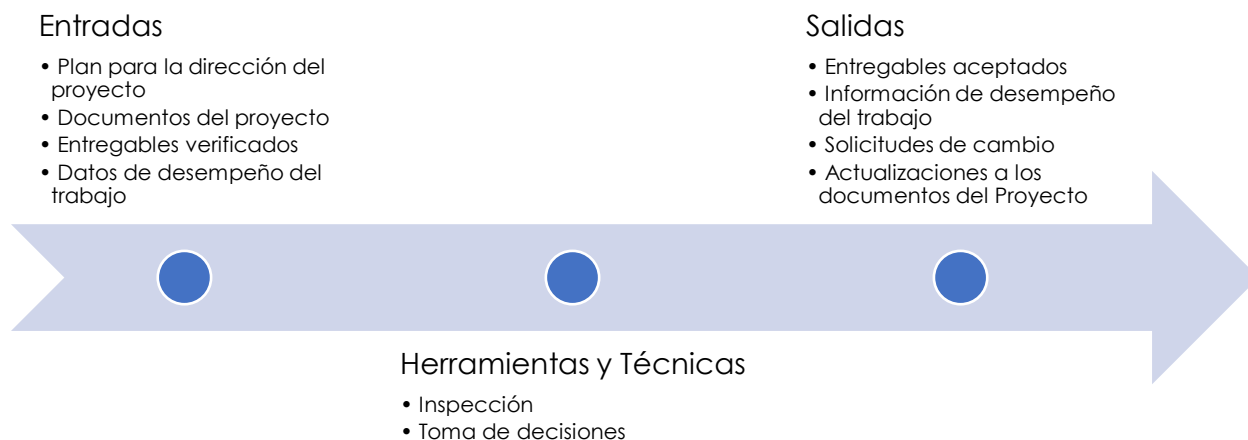 Entradas
• Plan para la dirección del
proyecto
• Documentos del proyecto
• Entregables verificados
• Datos de desempeño del
trabajo
Salidas
• Entregables aceptados
• Información de desempeño
del trabajo
• Solicitudes de cambio
• Actualizaciones a los
documentos del Proyecto
Herramientas y Técnicas
• Inspección
• Toma de decisiones